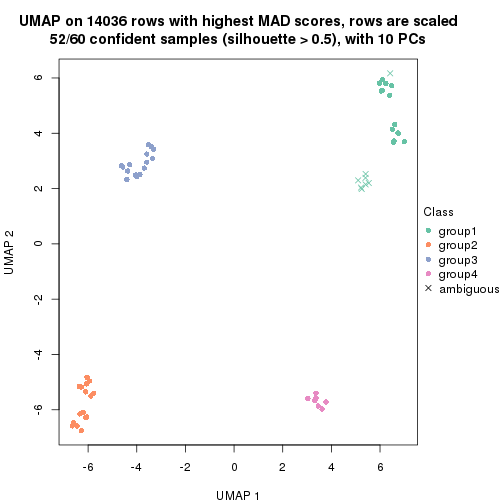 UMAP on 14036 rows with highest MAD scores, rows are scaled
52/60 confident samples (silhouette > 0.5), with 10 PCs
6
4
2
0
-2
-4
-6
UMAP 2
-6
-4
-2
0
2
4
6
UMAP 1
Class
group1
group2
group3
group4
ambiguous